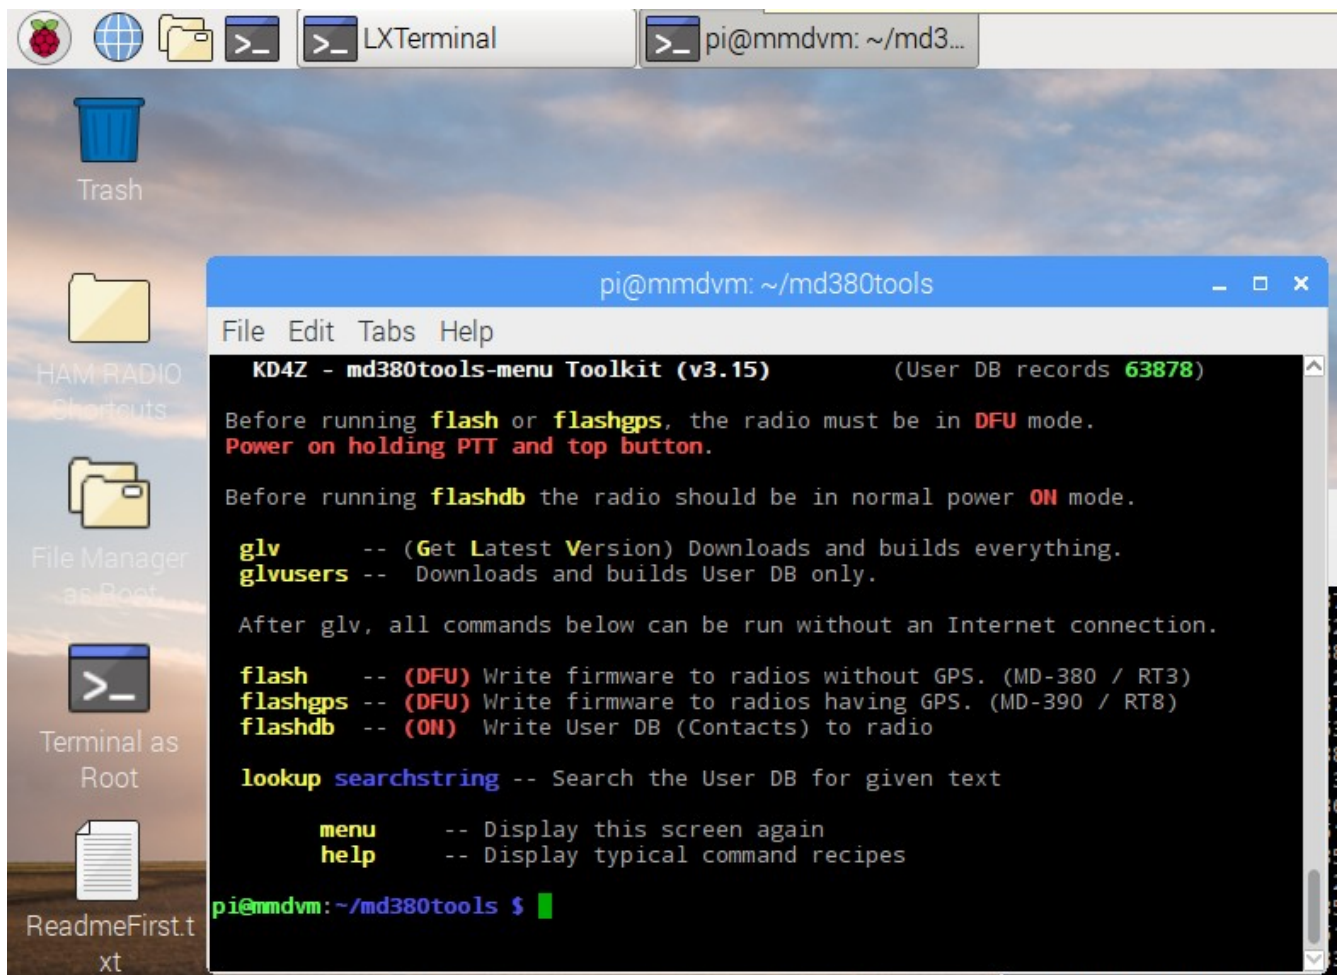 LXTerminal
pi@mmdvm: ~/md3...
Trash
HAM RADIO
Shortcuts
File Manager
as Root
Terminal as
Root
ReadmeFirst.t
xt
pi@mmdvm: ~/md380tools
File Edit Tabs Help
KD4Z - md380tools-menu Toolkit (v3.15) (User DB records 63878)
Before running flash or flashgps, the radio must be in DFU mode.
Power on holding PTT and top button.
Before running flashdb the radio should be in normal power ON mode.
glv -- (Get Latest Version) Downloads and builds everything.
glvusers -- Downloads and builds User DB only.
After glv, all commands below can be run without an Internet connection.
flash -- (DFU) Write firmware to radios without GPS. (MD-380 / RT3)
flashgps -- (DFU) Write firmware to radios having GPS. (MD-390 / RT8)
flashdb -- (ON) Write User DB (Contacts) to radio
lookup searchstring -- Search the User DB for given text
menu -- Display this screen again
help -- Display typical command recipes
pi@mmdvm:~/md380tools $